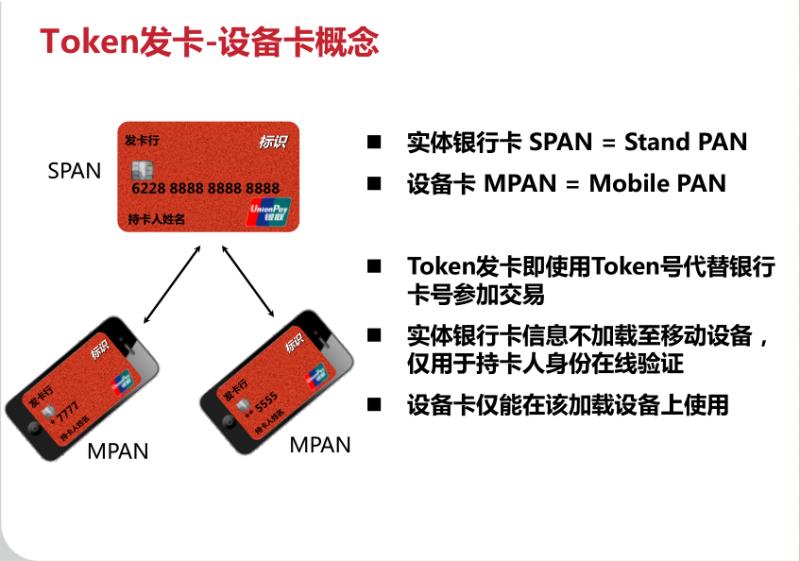 Token发卡-设备卡概念
SPAN
发卡行
标识
6228 8888 8888 8888
持卡人姓名
UnionPay
银联
■ 实体银行卡 SPAN = Stand PAN
■ 设备卡 MPAN = Mobile PAN
■ Token发卡即使用Token号代替银行
卡号参加交易
■ 实体银行卡信息不加载至移动设备，
仅用于持卡人身份在线验证
■ 设备卡仅能在该加载设备上使用
发卡行
标识
* 7777
持卡人姓名
MPAN
发卡行
标识
** 5555
持卡人姓名
MPAN